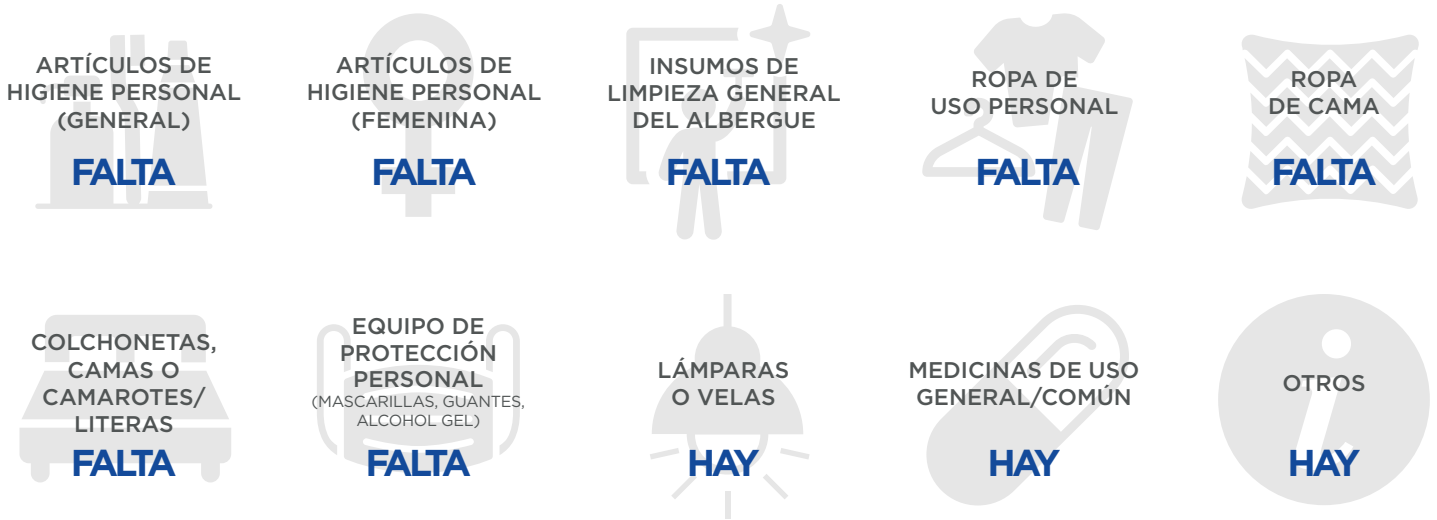 ARTÍCULOS DE
HIGIENE PERSONAL
(GENERAL)
FALTA
ARTÍCULOS DE
HIGIENE PERSONAL
(FEMENINA)
FALTA
INSUMOS DE
LIMPIEZA GENERAL
DEL ALBERGUE
FALTA
ROPA DE
USO PERSONAL
FALTA
ROPA
DE CAMA
FALTA
COLCHONETAS,
CAMAS O
CAMAROTES/
LITERAS
FALTA
EQUIPO DE
PROTECCIÓN
PERSONAL
(MASCARILLAS, GUANTES,
ALCOHOL GEL)
FALTA
LÁMPARAS
O VELAS
HAY
MEDICINAS DE USO
GENERAL/COMÚN
HAY
OTROS
HAY